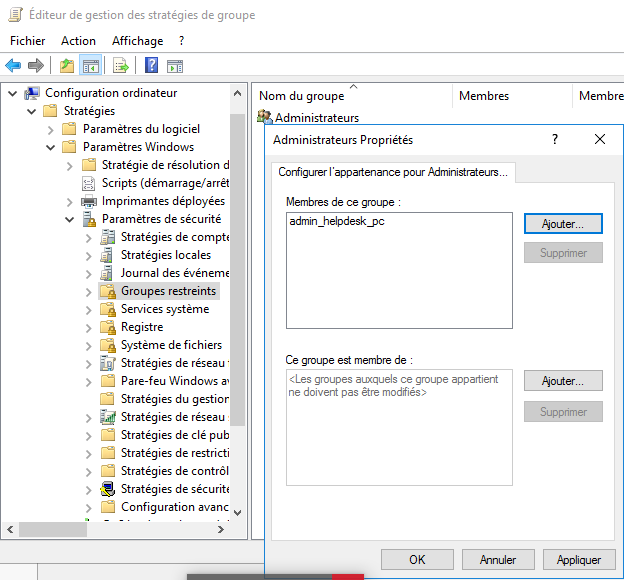 Éditeur de gestion des stratégies de groupe
Fichier Action Affichage ?
Configuration ordinateur
Stratégies
Paramètres du logiciel
Paramètres Windows
Stratégie de résolution d
Scripts (démarrage/arrêt
Imprimantes déployées
Paramètres de sécurité
Stratégies de compte
Stratégies locales
Journal des événeme
Groupes restreints
Services système
Registre
Système de fichiers
Stratégies de réseau
Pare-feu Windows av
Stratégies du gestion
Stratégies de réseau
Stratégies de clé pub
Stratégies de restricti
Stratégies de contrôl
Stratégies de sécurité
Configuration avanc
Nom du groupe Membres Membre
Administrateurs
Administrateurs Propriétés ?
Configurer l'appartenance pour Administrateurs...
Membres de ce groupe :
admin_helpdesk_pc
Ajouter...
Supprimer
Ce groupe est membre de :
<Les groupes auxquels ce groupe appartient
ne doivent pas être modifiés>
Ajouter...
Supprimer
OK Annuler Appliquer